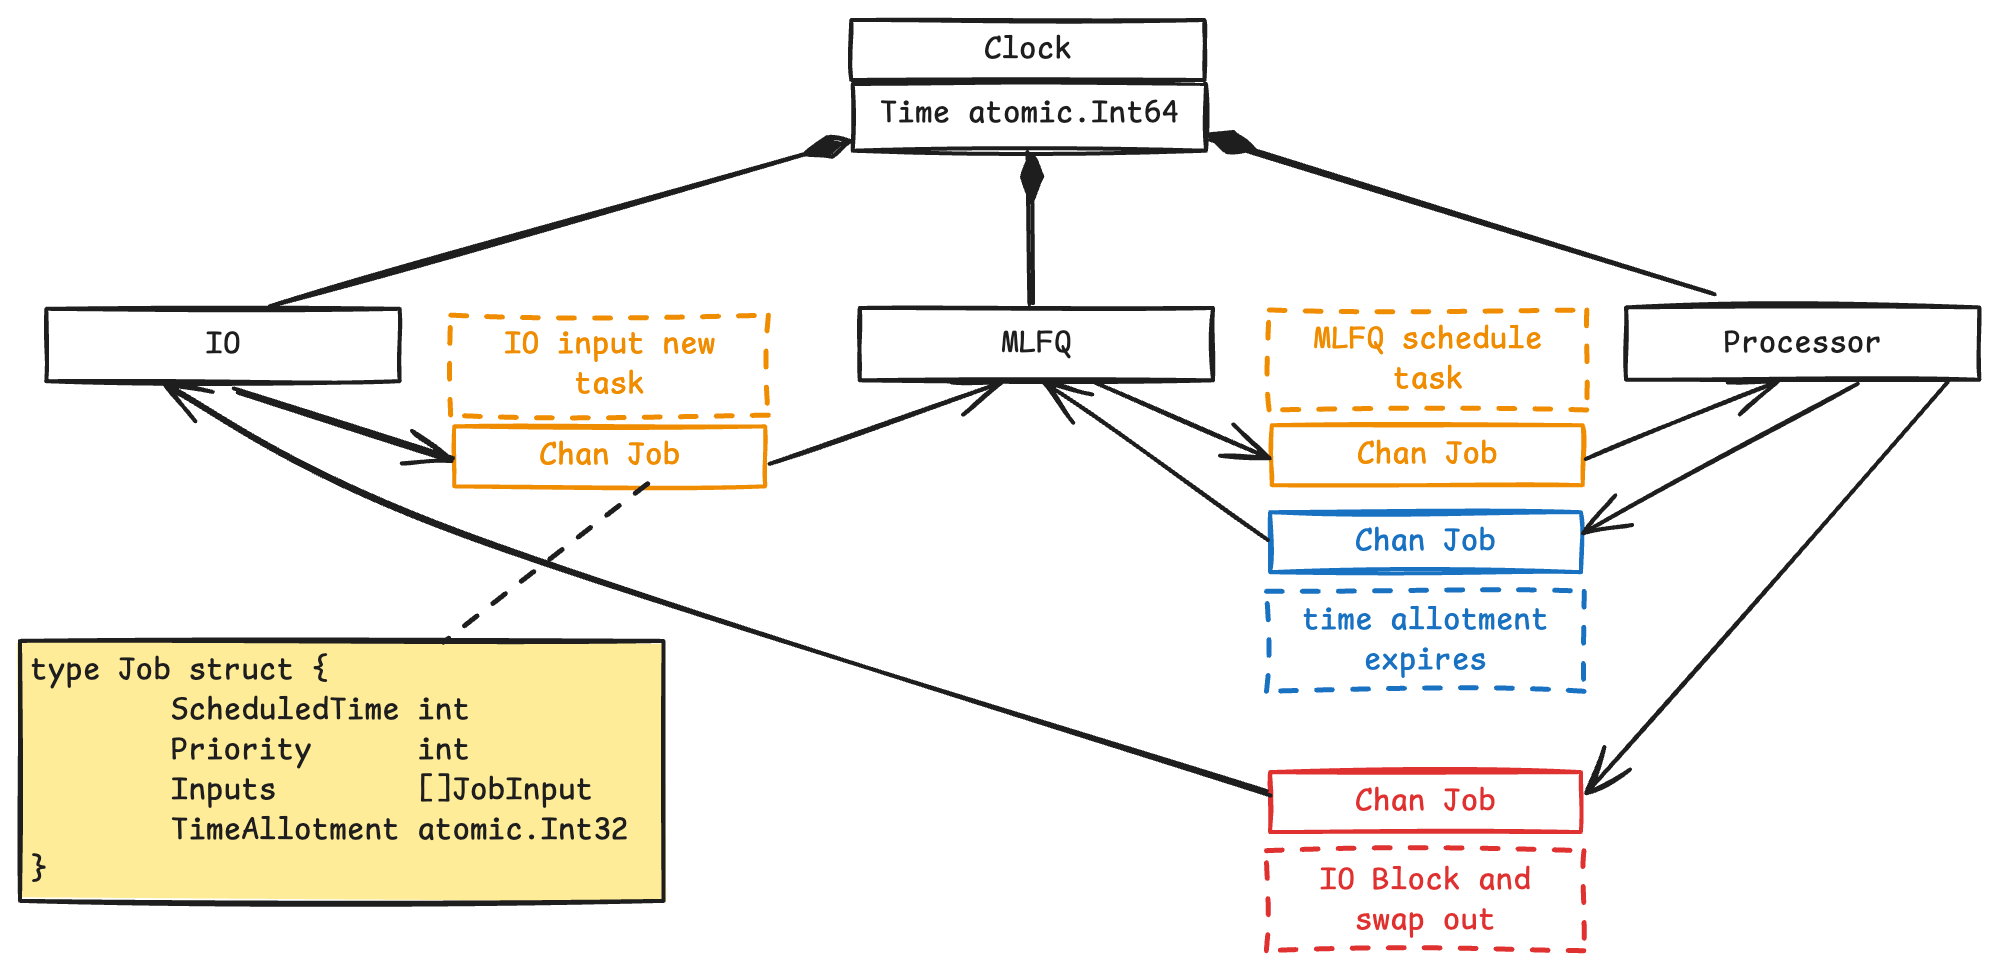 Clock
Time atomic.Int64
IO
IO input new
task
MLFQ
MLFQ schedule
task
Processor
Chan Job
Chan Job
Chan Job
time allotment
expires
type Job struct {
        ScheduledTime int
        Priority      int
        Inputs        []JobInput
        TimeAllotment atomic.Int32
}
Chan Job
IO Block and
swap out